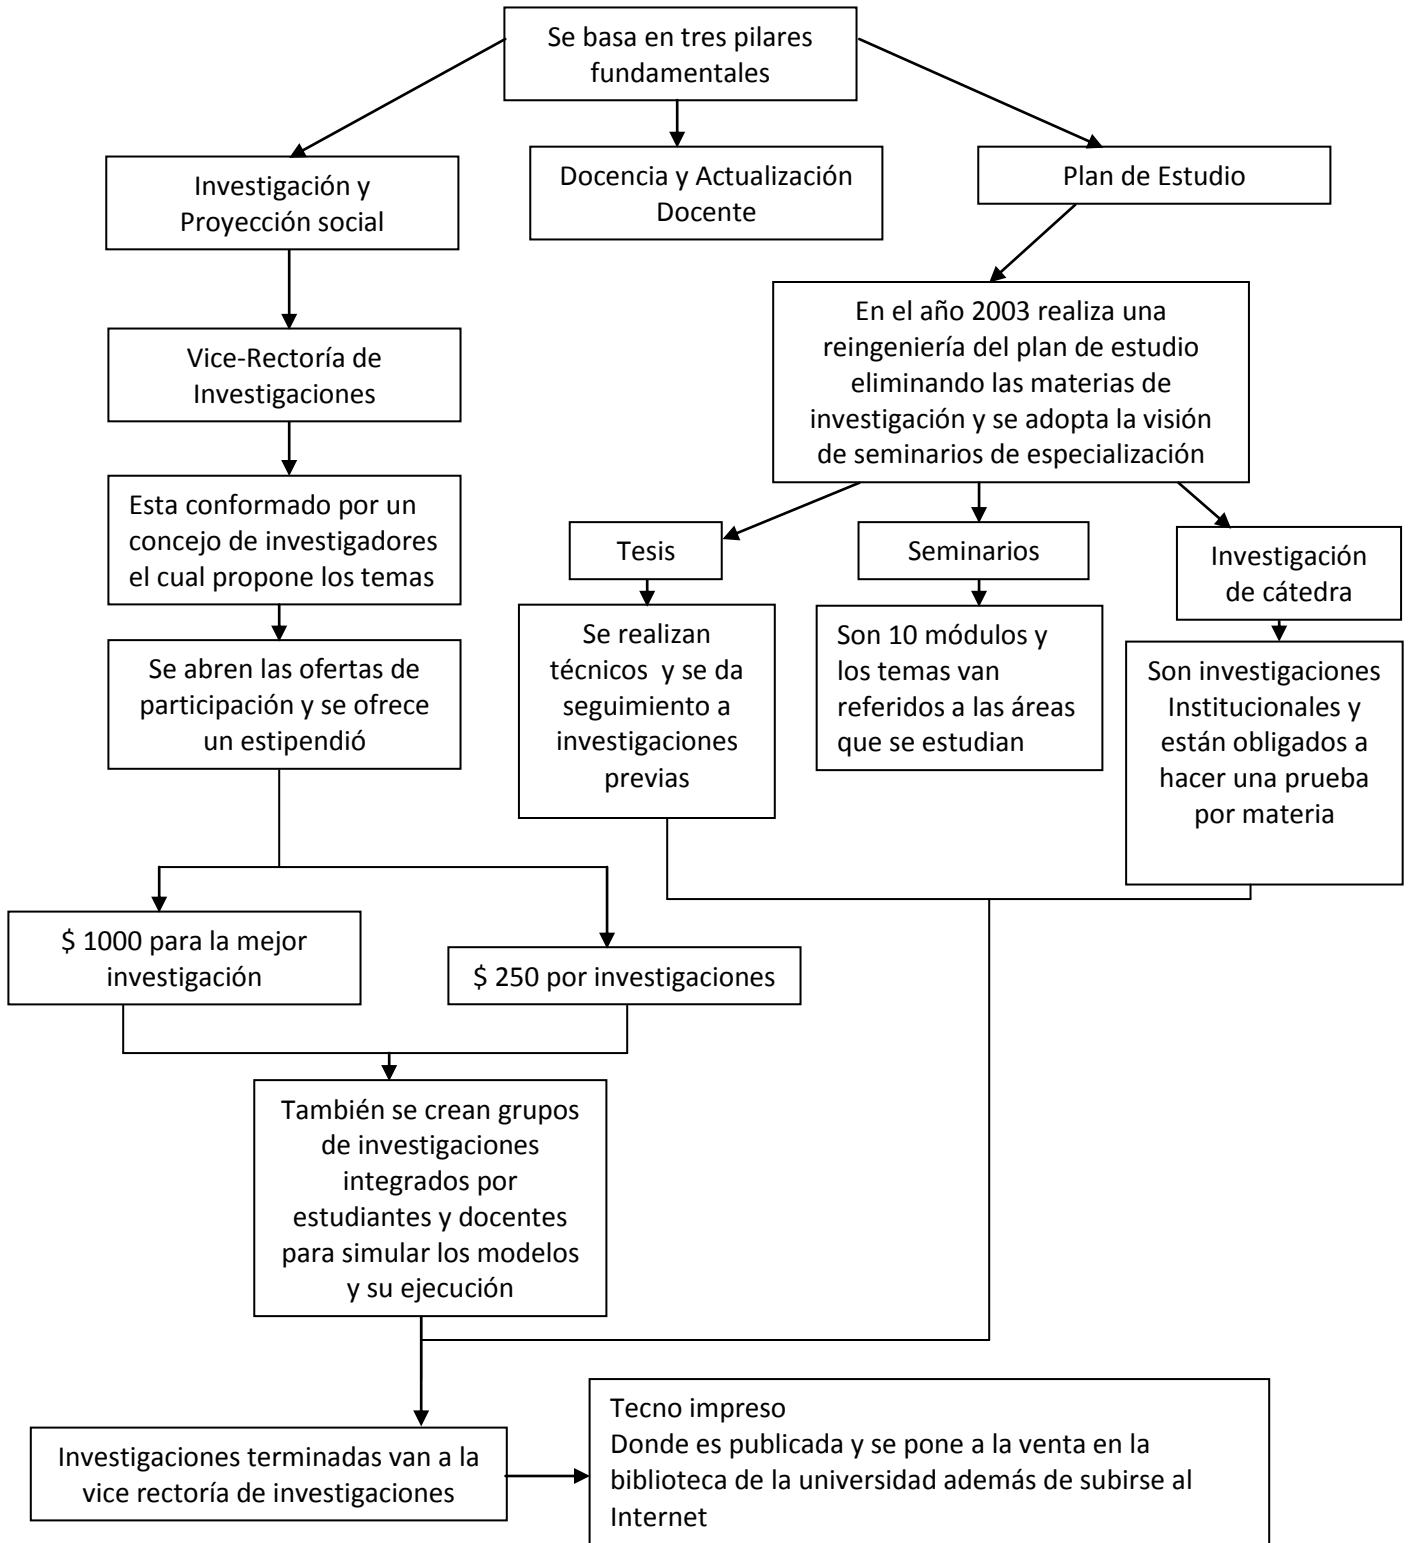 Se basa en tres pilares
fundamentales
Investigación y
Proyección social
Docencia y Actualización
Docente
Plan de Estudio
Vice-Rectoría de
Investigaciones
En el año 2003 realiza una
reingeniería del plan de estudio
eliminando las materias de
investigación y se adopta la visión
de seminarios de especialización
Esta conformado por un
concejo de investigadores
el cual propone los temas
Tesis
Seminarios
Investigación
de cátedra
Se abren las ofertas de
participación y se ofrece
un estipendió
Se realizan
técnicos y se da
seguimiento a
investigaciones
previas
Son 10 módulos y
los temas van
referidos a las áreas
que se estudian
Son investigaciones
Institucionales y
están obligados a
hacer una prueba
por materia
$ 1000 para la mejor
investigación
$ 250 por investigaciones
También se crean grupos
de investigaciones
integrados por
estudiantes y docentes
para simular los modelos
y su ejecución
Investigaciones terminadas van a la
vice rectoría de investigaciones
Tecno impreso
Donde es publicada y se pone a la venta en la
biblioteca de la universidad además de subirse al
Internet